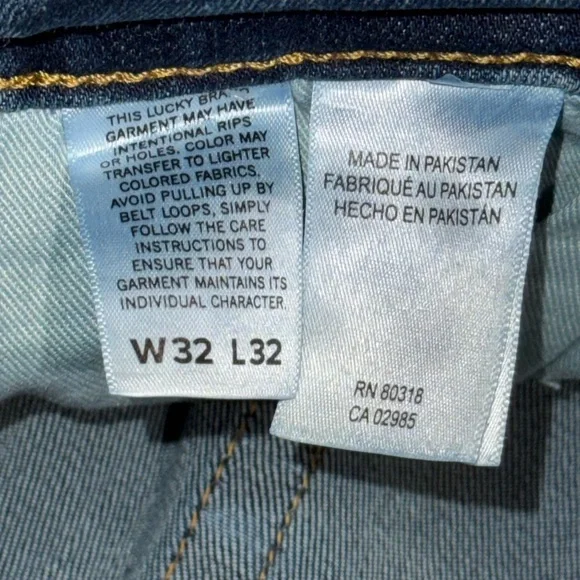 THIS LUCKY BRAND
GARMENT MAY HAVE
INTENTIONAL RIPS
OR HOLES. COLOR MAY
TRANSFER TO LIGHTER
COLORED FABRICS.
AVOID PULLING UP BY
BELT LOOPS, SIMPLY
FOLLOW THE CARE
INSTRUCTIONS TO
ENSURE THAT YOUR
GARMENT MAINTAINS ITS
INDIVIDUAL CHARACTER.
W32 L32
MADE IN PAKISTAN
FABRIQUÉ AU PAKISTAN
HECHO EN PAKISTÁN
RN 80318
CA 02985